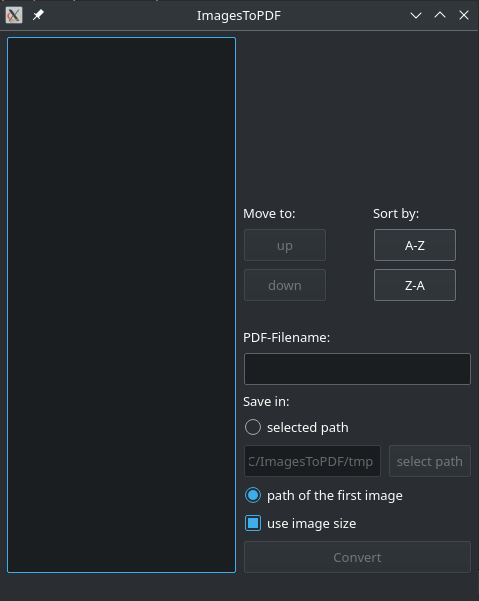 ImagesToPDF
Move to:
Sort by:
up
A-Z
down
Z-A
PDF-Filename:
Save in:
selected path
C/ImagesToPDF/tmp
select path
path of the first image
use image size
Convert